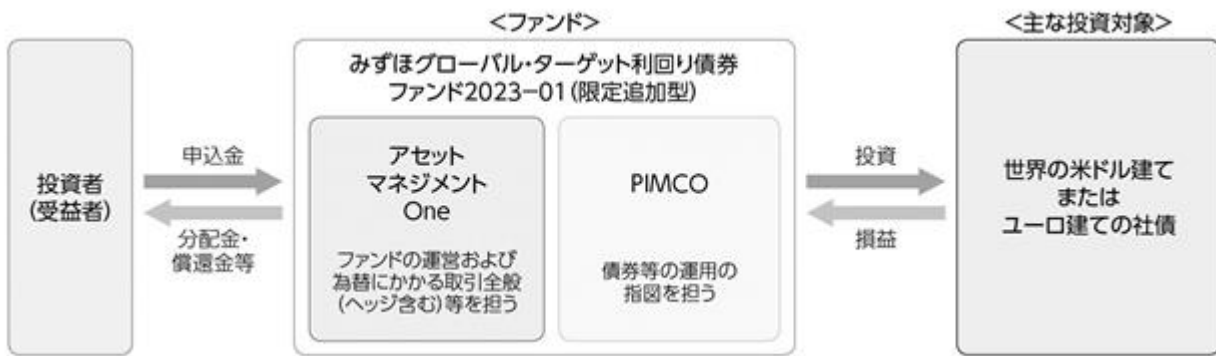 <ファンド>
<主な投資対象>
みずほグローバル・ターゲット利回り債券
ファンド2023-01(限定追加型)
投資者
(受益者)
申込金
分配金・
償還金等
アセット
マネジメント
One
ファンドの運営および
為替にかかる取引全般
(ヘッジ含む)等を担う
PIMCO
債券等の運用の
指図を担う
投資
損益
世界の米ドル建て
または
ユーロ建ての社債